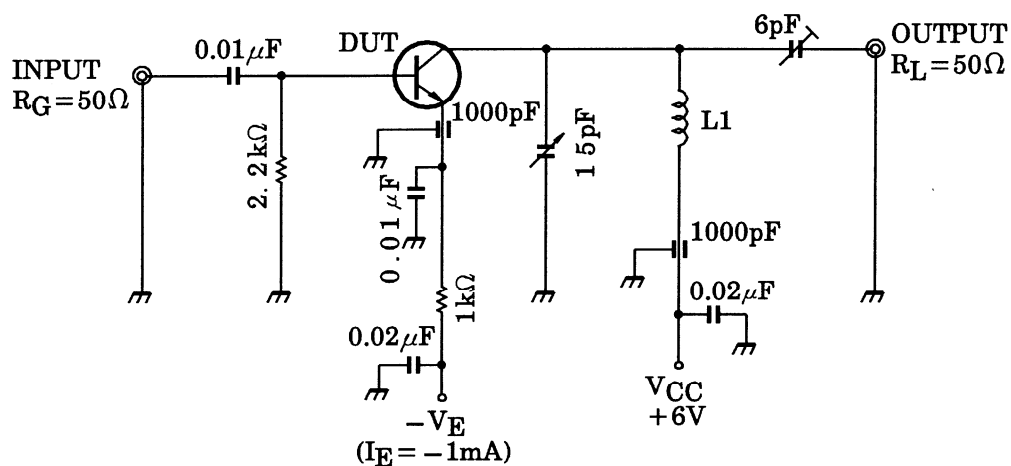 INPUT
RG=50Ω
0.01μF
2.2kΩ
DUT
1000pF
0.01μF
1kΩ
0.02μF
−VE
(IE=−1mA)
15pF
L1
1000pF
0.02μF
VCC
+6V
6pF
OUTPUT
RL=50Ω